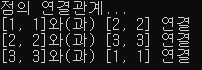 점의 연결관계...
[1, 1]와(과) [2, 2] 연결
[2, 2]와(과) [3, 3] 연결
[3, 3]와(과) [1, 1] 연결